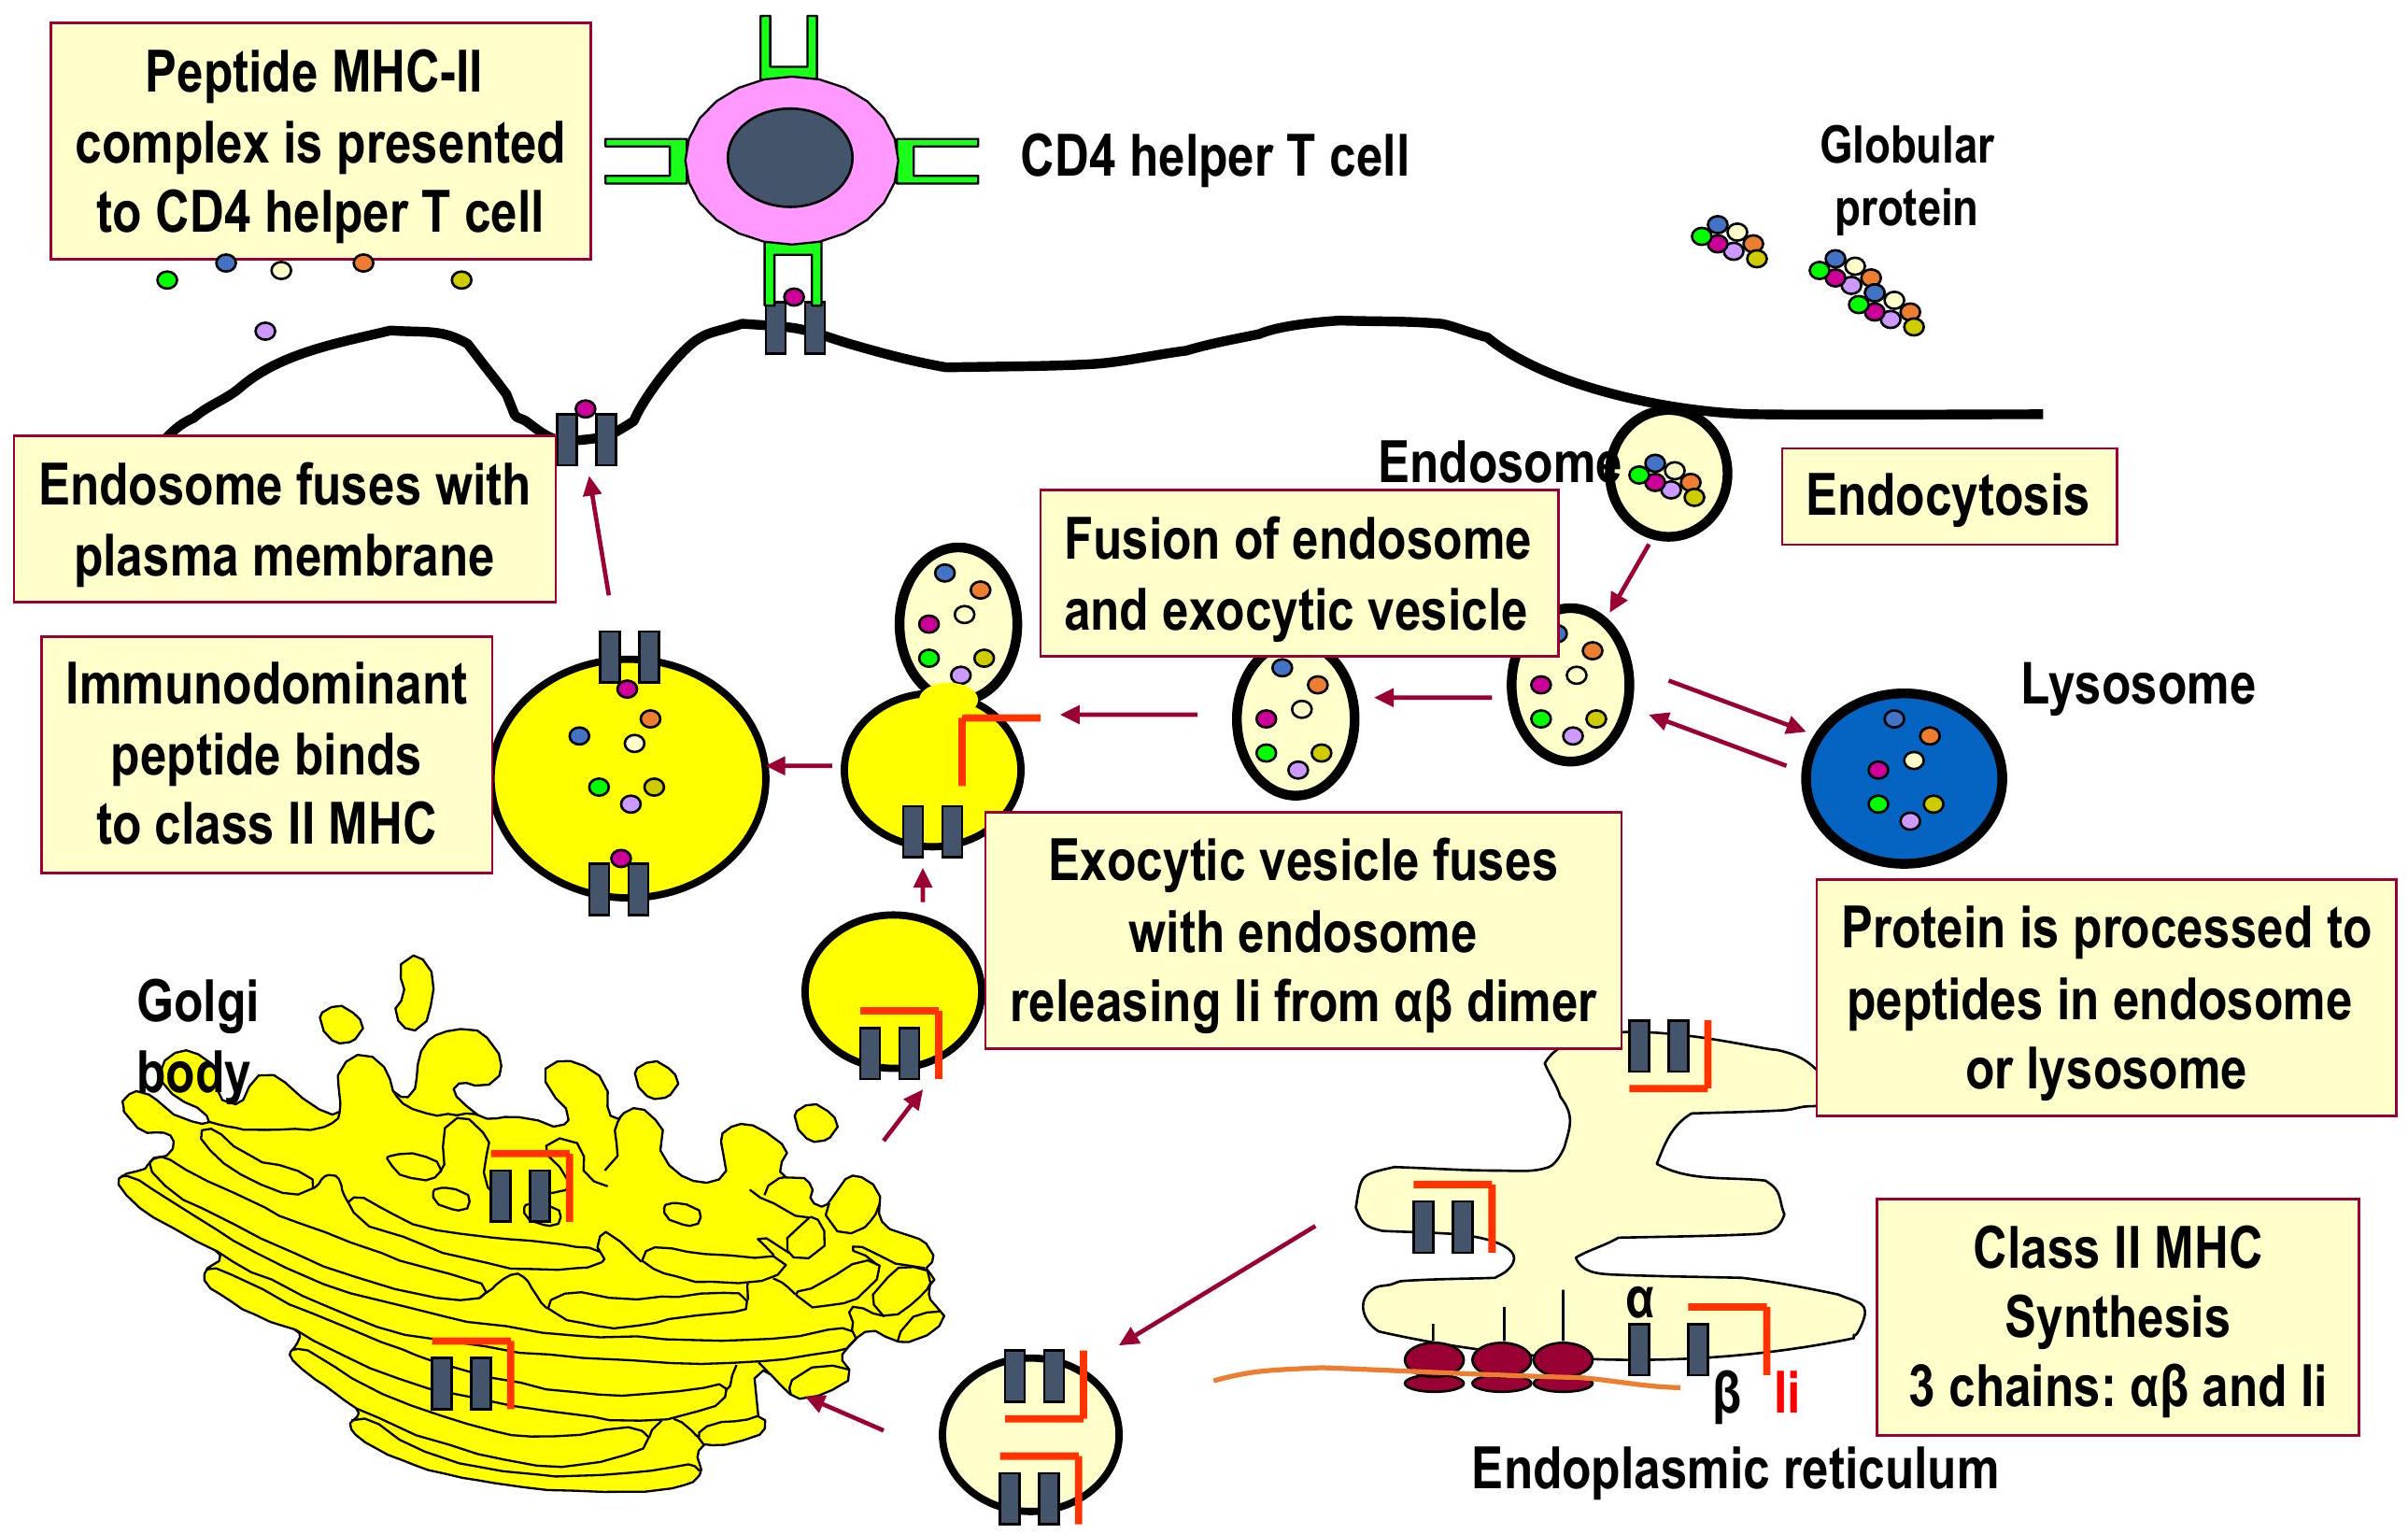 Peptide MHC-II
complex is presented
to CD4 helper T cell
CD4 helper T cell
Globular
protein
Endosome fuses with
plasma membrane
Endosome
Endocytosis
Fusion of endosome
and exocytic vesicle
Immunodominant
peptide binds
to class II MHC
Lysosome
Exocytic vesicle fuses
with endosome
releasing Ii from αβ dimer
Protein is processed to
peptides in endosome
or lysosome
Golgi
body
Class II MHC
Synthesis
3 chains: αβ and Ii
α
β
Ii
Endoplasmic reticulum